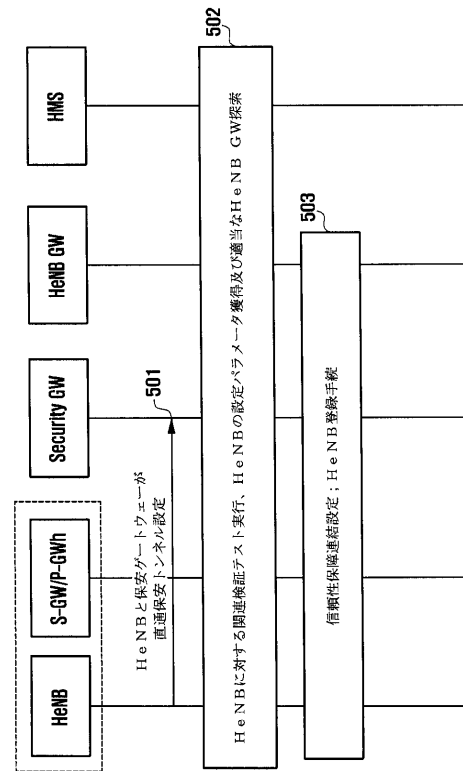 HeNB
S-GW/P-GWh
Security GW
HeNB GW
HMS
HeNBと保安ゲートウェーが
直通保安トンネル設定
501
502
HeNBに対する関連検証テスト実行、HeNBの設定パラメータ獲得及び適当なHeNB GW探索
503
信頼性保障連結設定；HeNB登録手続